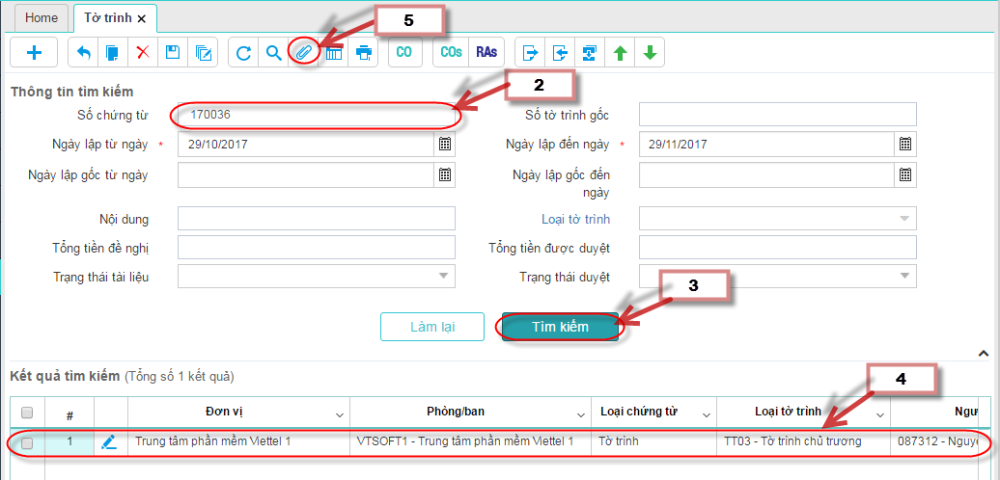 Home Tờ trình ×
5
CO COs RAs
Thông tin tìm kiếm
2
Số chứng từ 170036 Số tờ trình gốc
Ngày lập từ ngày * 29/10/2017 Ngày lập đến ngày * 29/11/2017
Ngày lập gốc từ ngày Ngày lập gốc đến
ngày
Nội dung Loại tờ trình
Tổng tiền đề nghị Tổng tiền được duyệt
Trạng thái tài liệu Trạng thái duyệt
3
Làm lại Tìm kiếm
Kết quả tìm kiếm (Tổng số 1 kết quả)
4
# Đơn vị Phòng/ban Loại chứng từ Loại tờ trình Ngư
1 Trung tâm phần mềm Viettel 1 VTSOFT1 - Trung tâm phần mềm Viettel 1 Tờ trình TT03 - Tờ trình chủ trương 087312 - Nguyễ